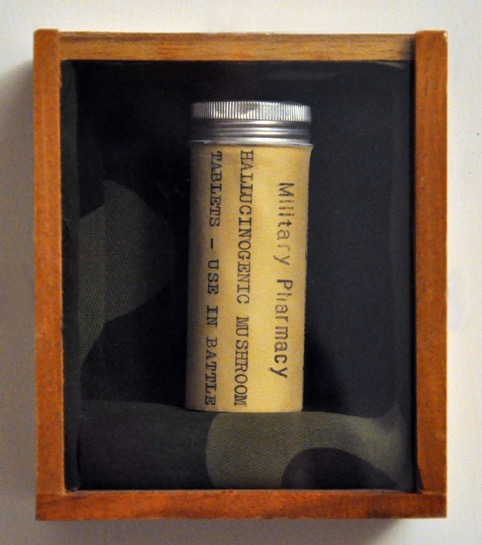 Military Pharmacy
HALLUCINOGENIC MUSHROOM
TABLETS - USE IN BATTLE